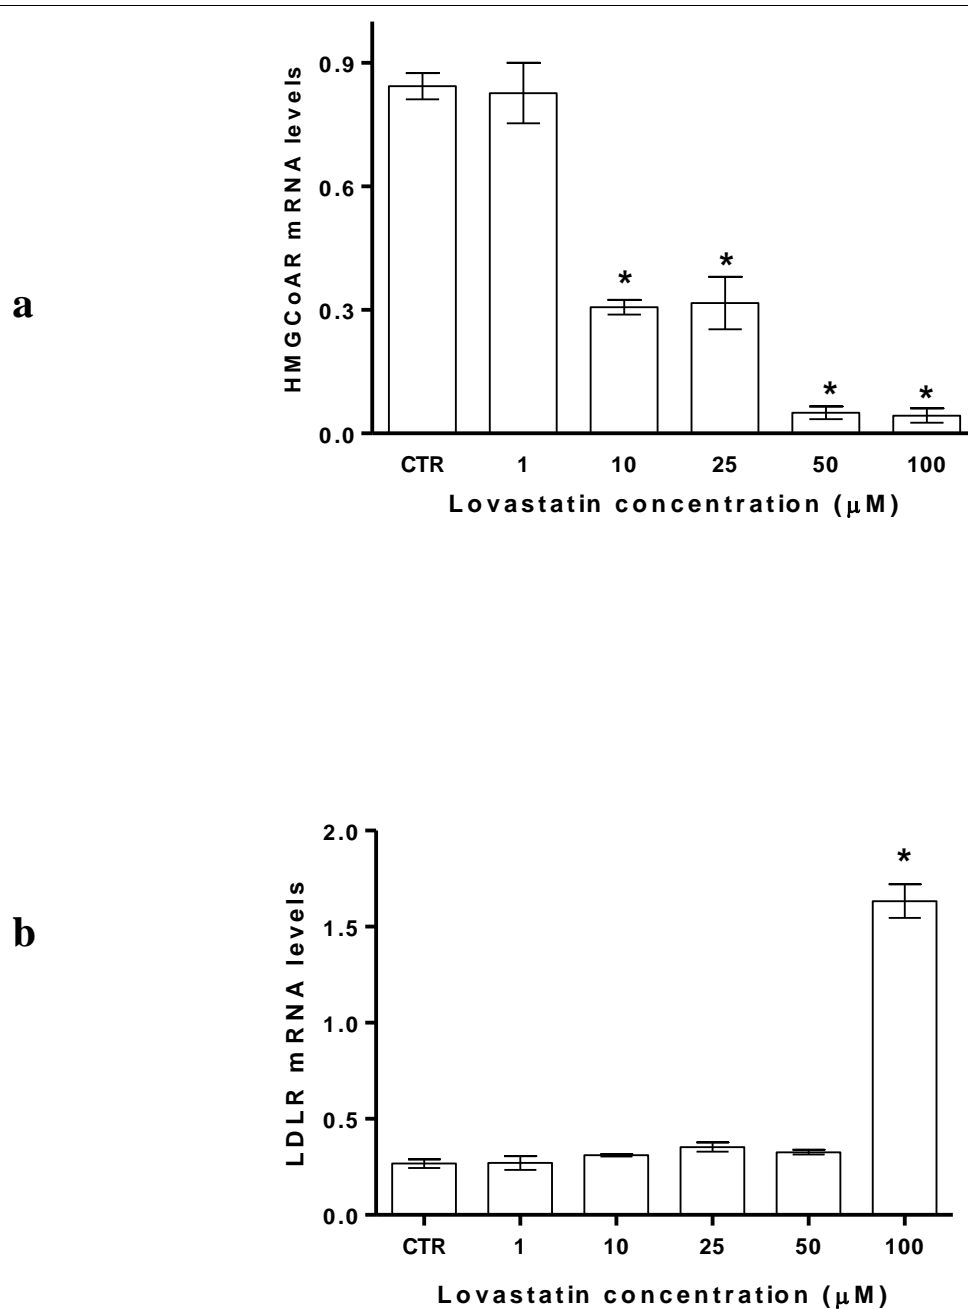 a
HMGCoAR mRNA levels
0.9
0.6
0.3
0.0
* * * *
CTR 1 10 25 50 100
Lovastatin concentration (μM)
b
LDLR mRNA levels
2.0
1.5
1.0
0.5
0.0
*
CTR 1 10 25 50 100
Lovastatin concentration (μM)